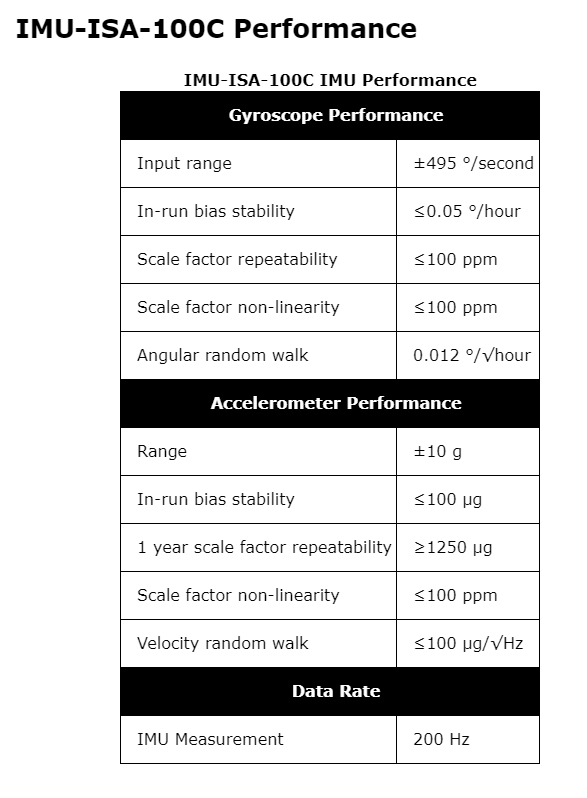 IMU-ISA-100C Performance
IMU-ISA-100C IMU Performance
Gyroscope Performance
Input range ±495 °/second
In-run bias stability ≤0.05 °/hour
Scale factor repeatability ≤100 ppm
Scale factor non-linearity ≤100 ppm
Angular random walk 0.012 °/√hour
Accelerometer Performance
Range ±10 g
In-run bias stability ≤100 µg
1 year scale factor repeatability ≥1250 µg
Scale factor non-linearity ≤100 ppm
Velocity random walk ≤100 µg/√Hz
Data Rate
IMU Measurement 200 Hz